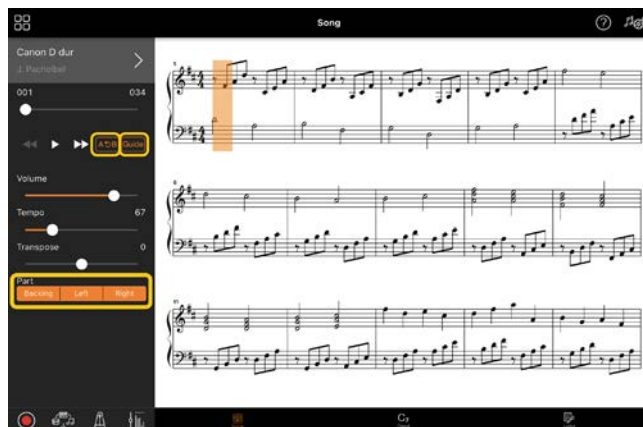 Song
Canon D dur
J. Pachelbel
001 034
A B Guide
Volume
Tempo 67
Transpose 0
Part
Backing Left Right